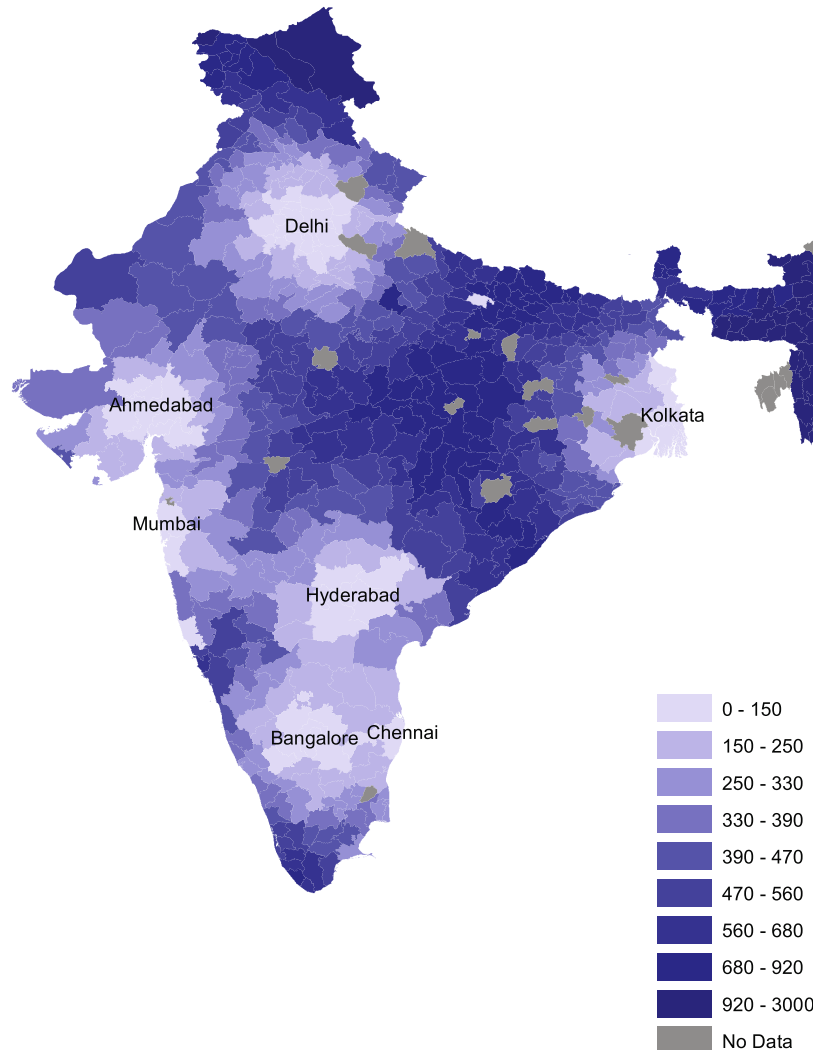 Delhi
Ahmedabad
Kolkata
Mumbai
Hyderabad
Bangalore
Chennai
0 - 150
150 - 250
250 - 330
330 - 390
390 - 470
470 - 560
560 - 680
680 - 920
920 - 3000
No Data